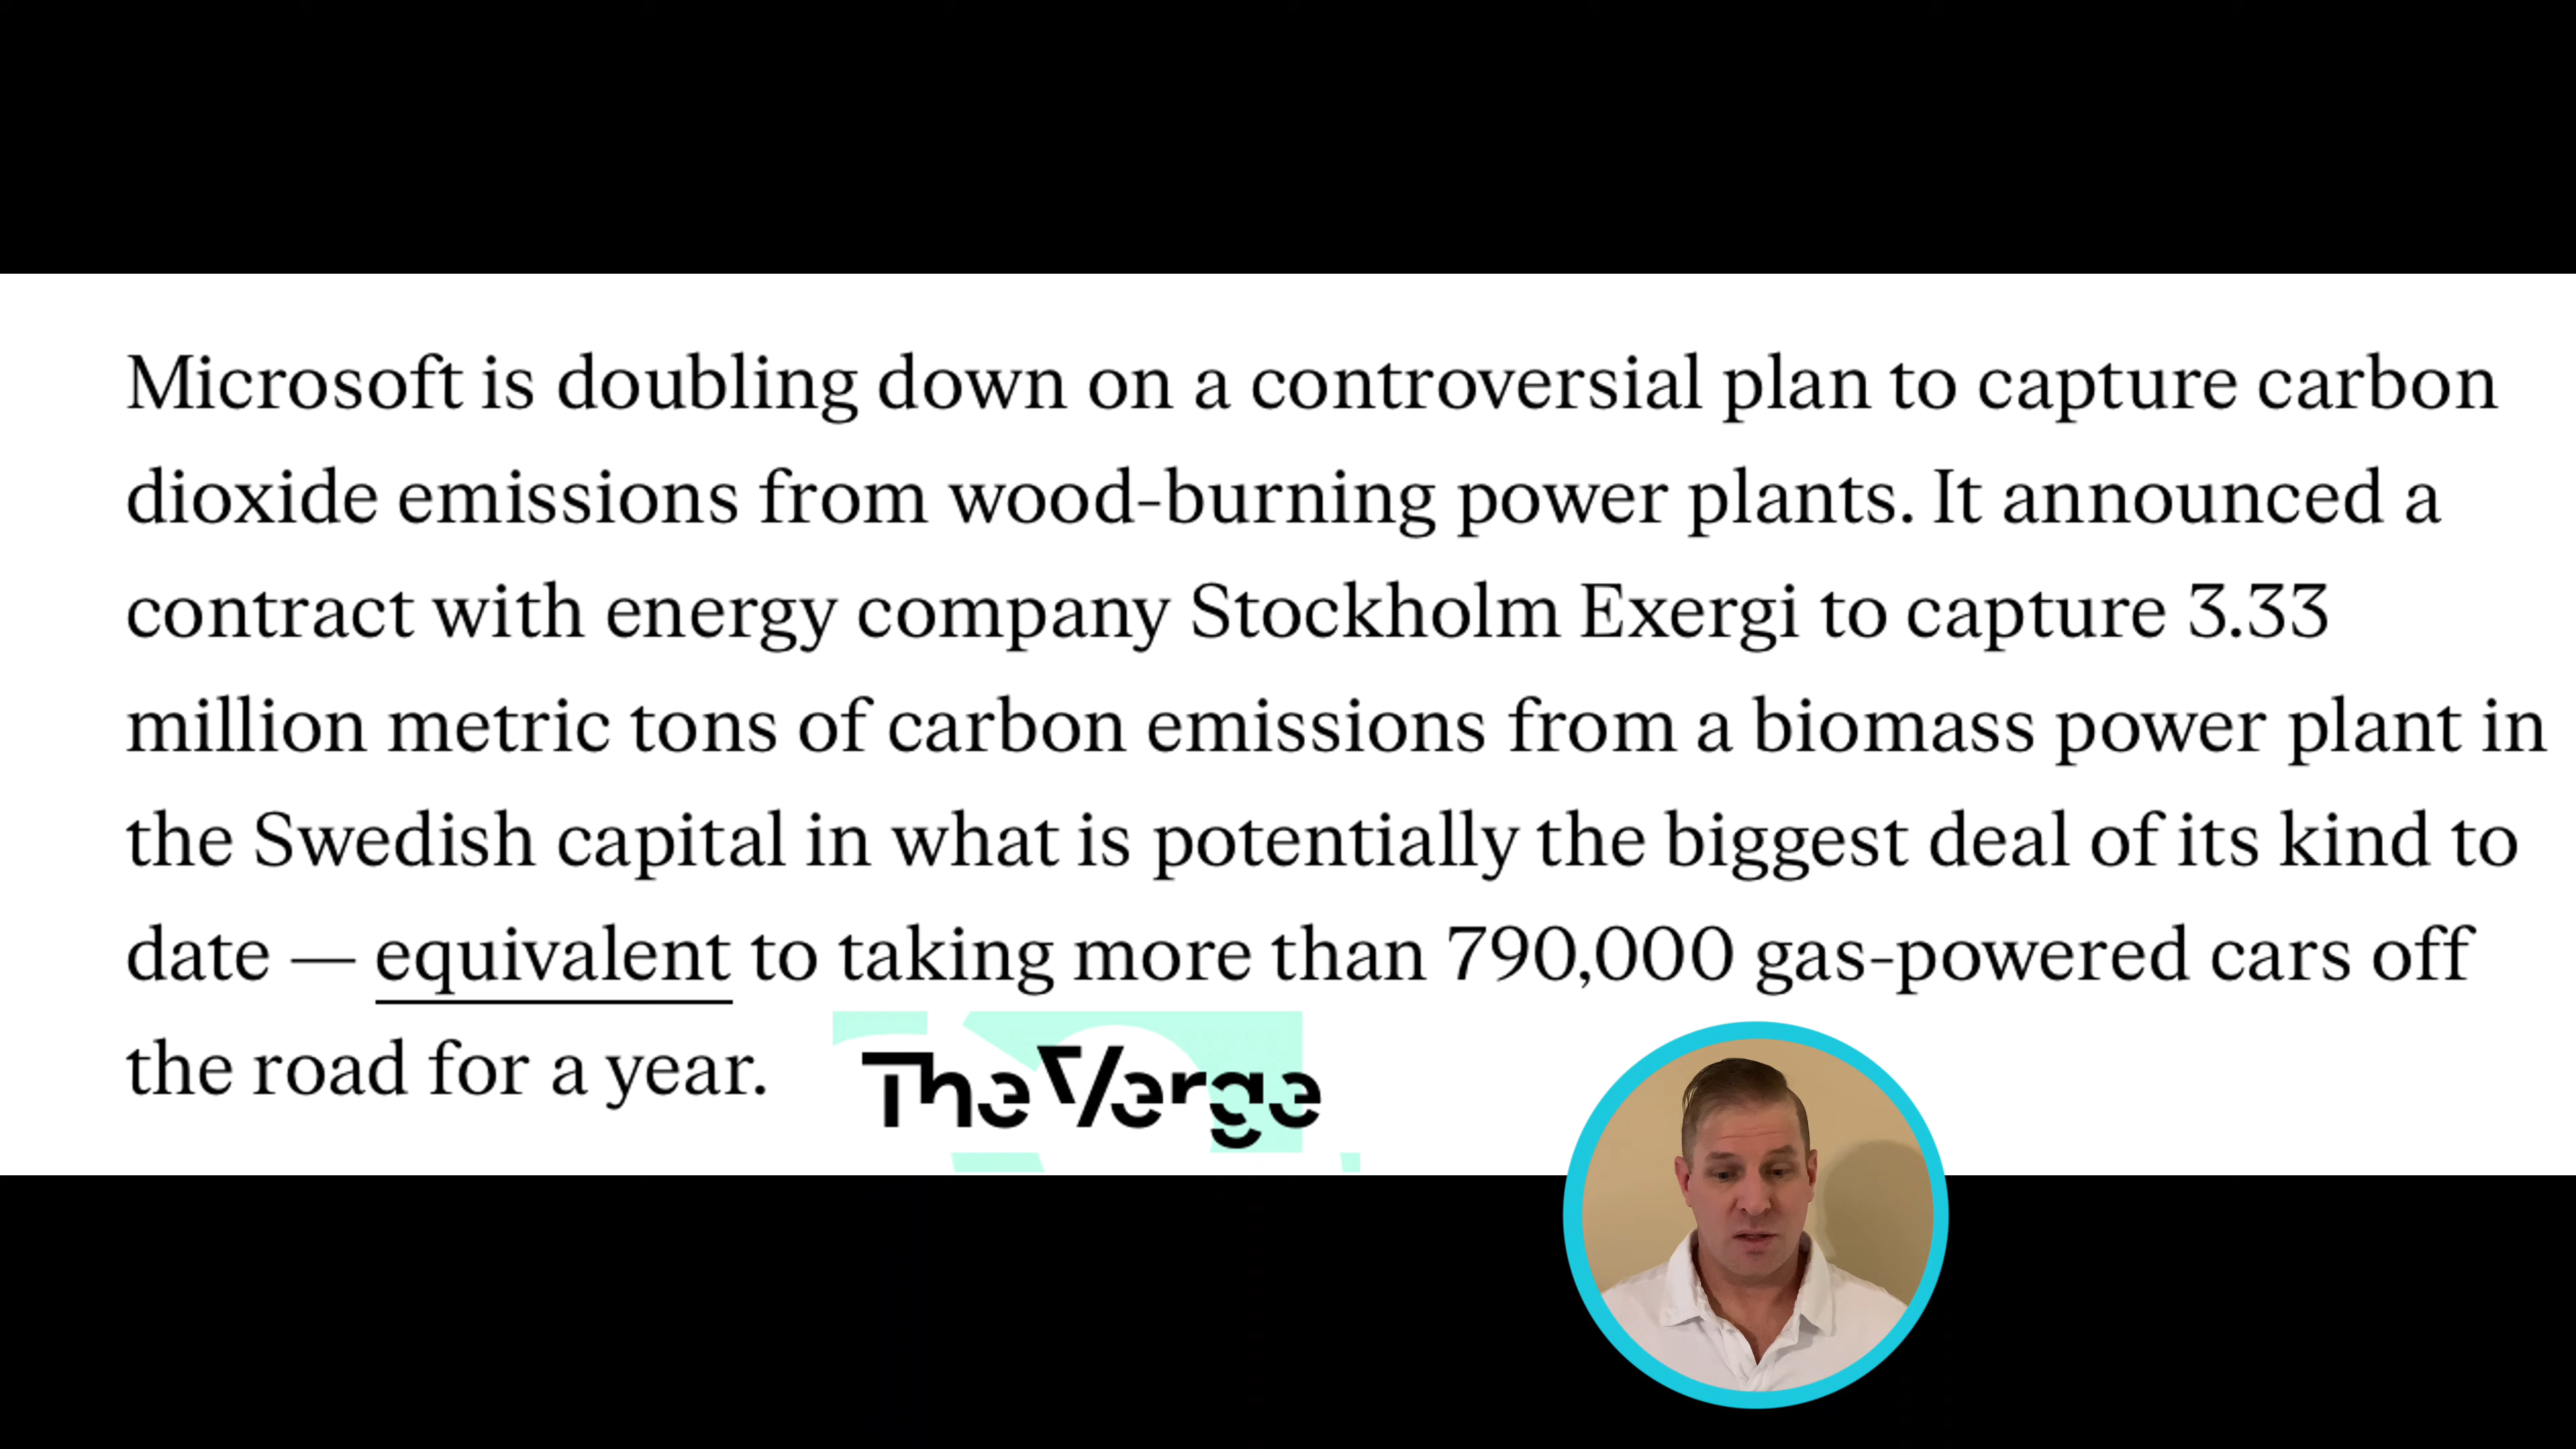 Microsoft is doubling down on a controversial plan to capture carbon
dioxide emissions from wood-burning power plants. It announced a
contract with energy company Stockholm Exergi to capture 3.33
million metric tons of carbon emissions from a biomass power plant in
the Swedish capital in what is potentially the biggest deal of its kind to
date — equivalent to taking more than 790,000 gas-powered cars off
the road for a year.
The Verge